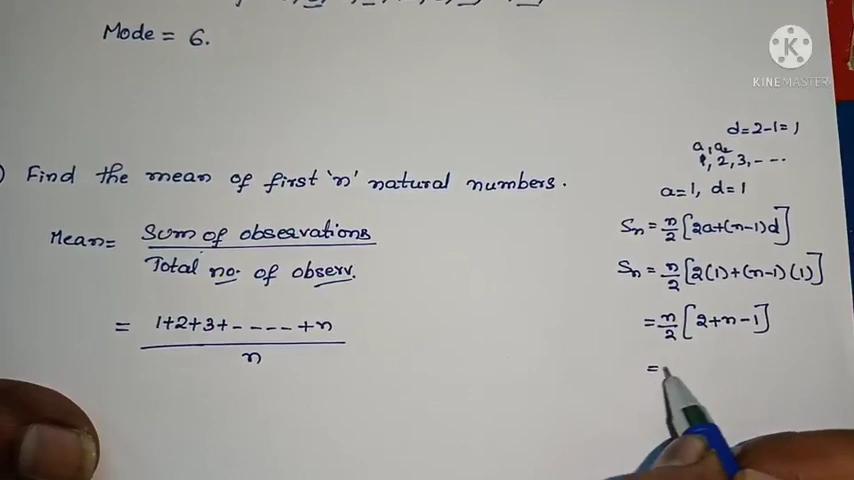 Mode = 6.
KINEMASTER
) Find the mean of first 'n' natural numbers.
Mean = Sum of observations
Total no. of observ.
= 1+2+3+----+n
n
d=2-1=1
a, a2
1,2,3,---.
a=1, d=1
Sn = n/2 [2a+(n-1)d]
Sn = n/2 [2(1)+(n-1)(1)]
= n/2 [2+n-1]
=